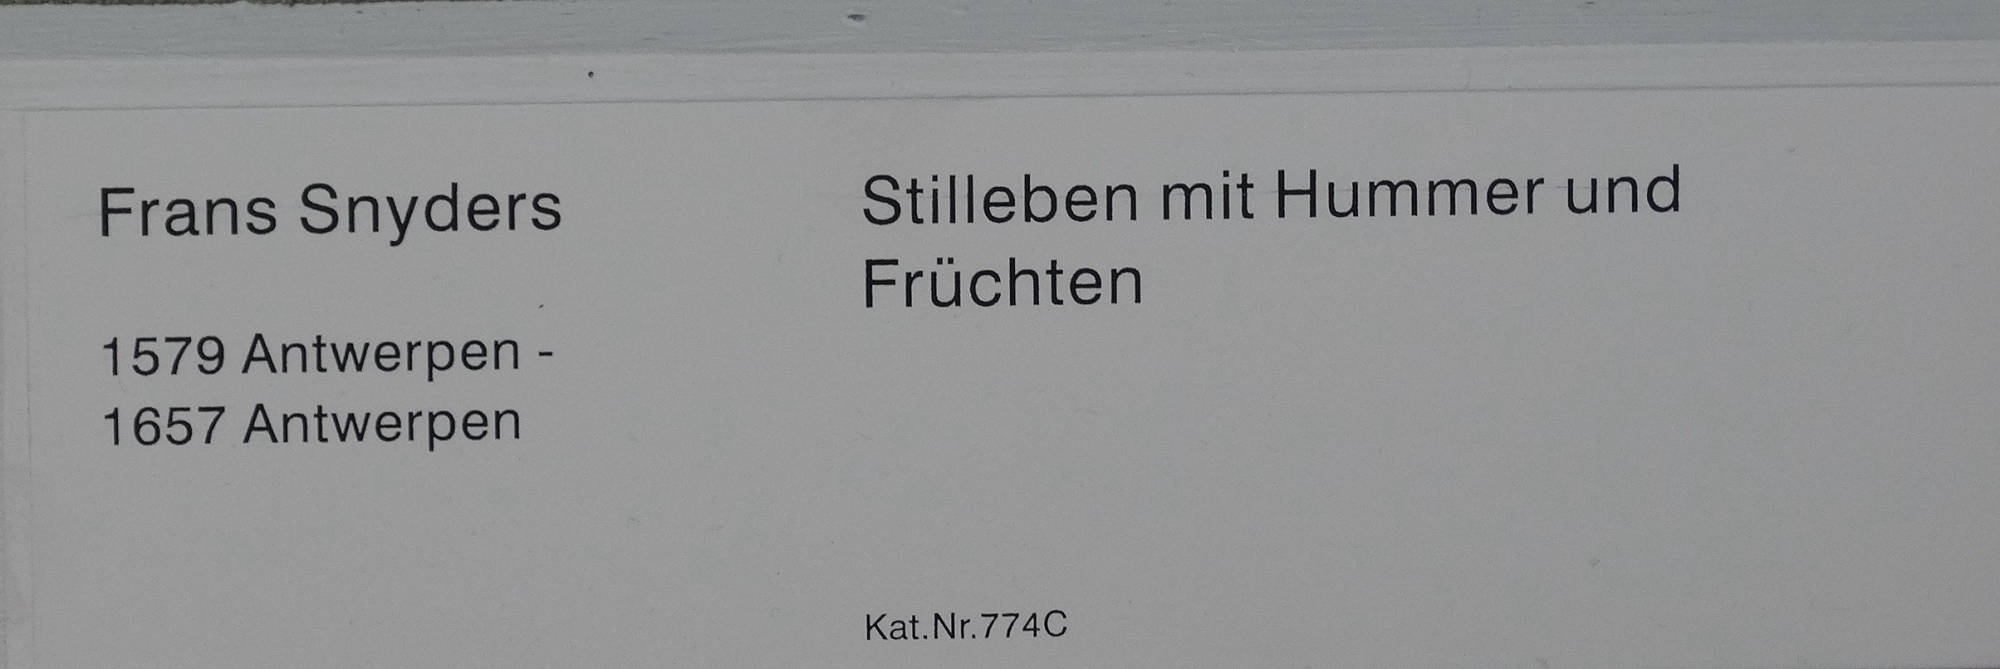 Frans Snyders
1579 Antwerpen -
1657 Antwerpen
Stilleben mit Hummer und
Früchten
Kat.Nr.774C